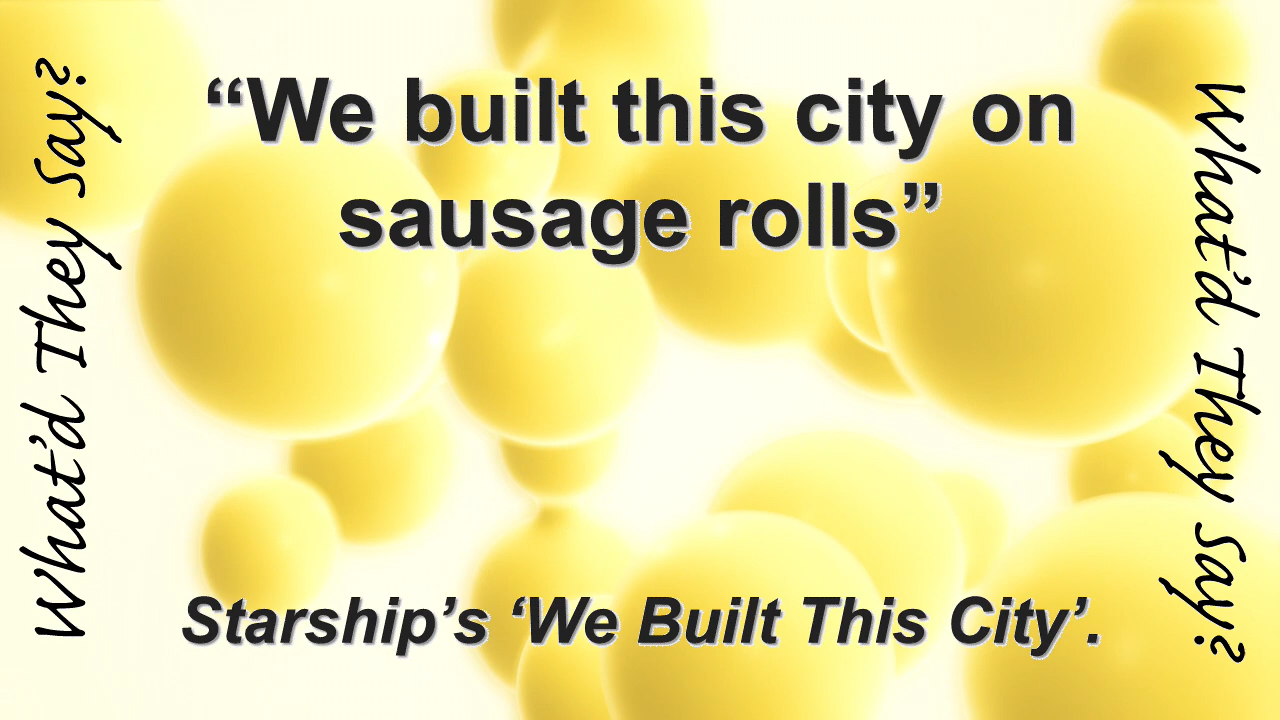 What'd They Say?
“We built this city on
sausage rolls”
Starship’s ‘We Built This City’.
What'd They Say?